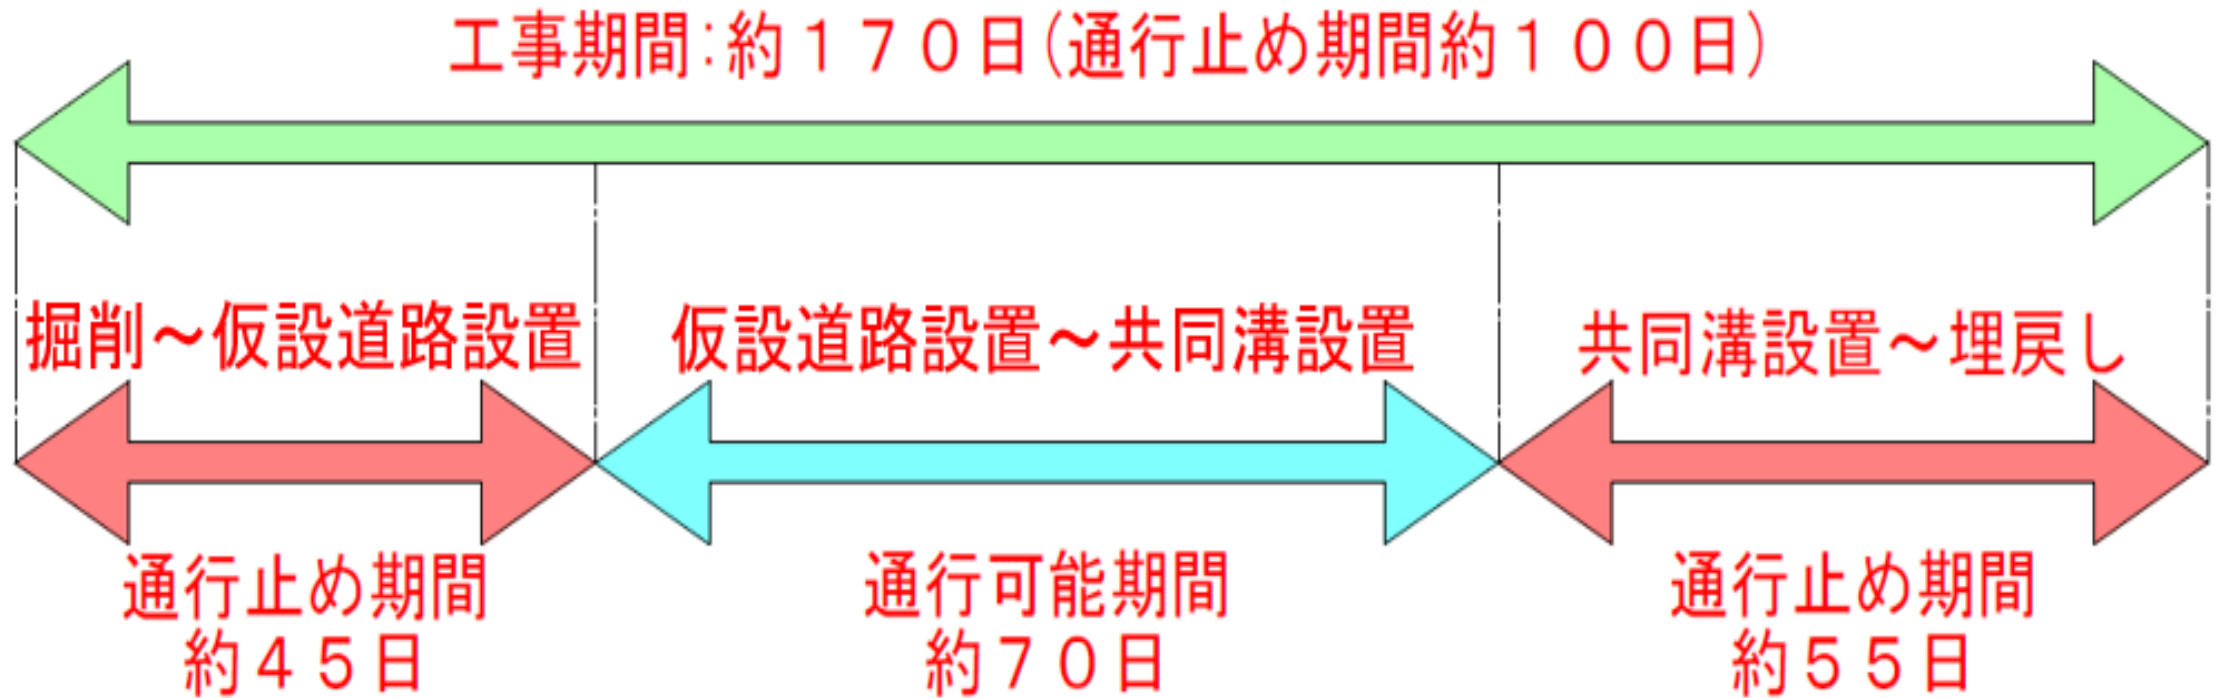 工事期間:約１７０日(通行止め期間約１００日)
掘削～仮設道路設置
仮設道路設置～共同溝設置
共同溝設置～埋戻し
通行止め期間
約４５日
通行可能期間
約７０日
通行止め期間
約５５日